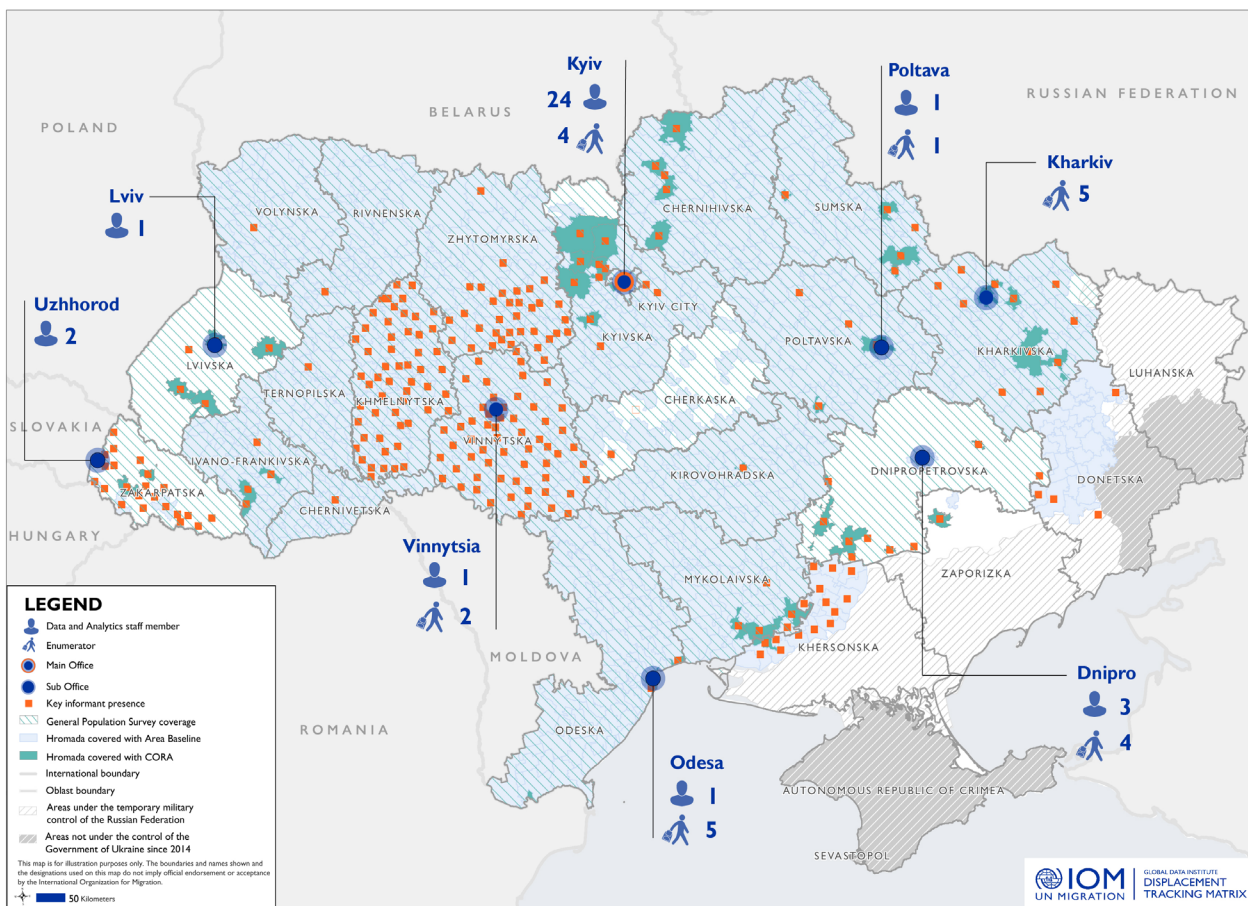 Kyiv
24
4
Poltava
1
1
RUSSIAN FEDERATION
BELARUS
POLAND
Kharkiv
5
Lviv
1
VOLYNSKA
RIVNENSKA
ZHYTOMYRSKA
CHERNIHIVSKA
SUMSKA
Uzhhorod
2
KYIV CITY
KYIVSKA
POLTAVSKA
KHARKIVSKA
LUHANSKA
LVIVSKA
TERNOPILSKA
KHMELNYTSKA
CHERKASKA
VINNYTSKA
SLOVAKIA
IVANO-FRANKIVSKA
KIROVOHRADSKA
DNIPROPETROVSKA
DONETSKA
ZAKARPATSKA
CHERNIVETSKA
HUNGARY
Vinnytsia
1
2
MYKOLAIVSKA
ZAPORIZKA
MOLDOVA
KHERSONSKA
Dnipro
3
4
ROMANIA
ODESKA
Odesa
1
5
AUTONOMOUS REPUBLIC OF CRIMEA
SEVASTOPOL
LEGEND
Data and Analytics staff member
Enumerator
Main Office
Sub Office
Key informant presence
General Population Survey coverage
Hromada covered with Area Baseline
Hromada covered with CORA
International boundary
Oblast boundary
Areas under the temporary military
control of the Russian Federation
Areas not under the control of the
Government of Ukraine since 2014
This map is for illustration purposes only. The boundaries and names shown and
the designations used on this map do not imply official endorsement or acceptance
by the International Organization for Migration.
50 Kilometers
IOM
UN MIGRATION
GLOBAL DATA INSTITUTE
DISPLACEMENT
TRACKING MATRIX